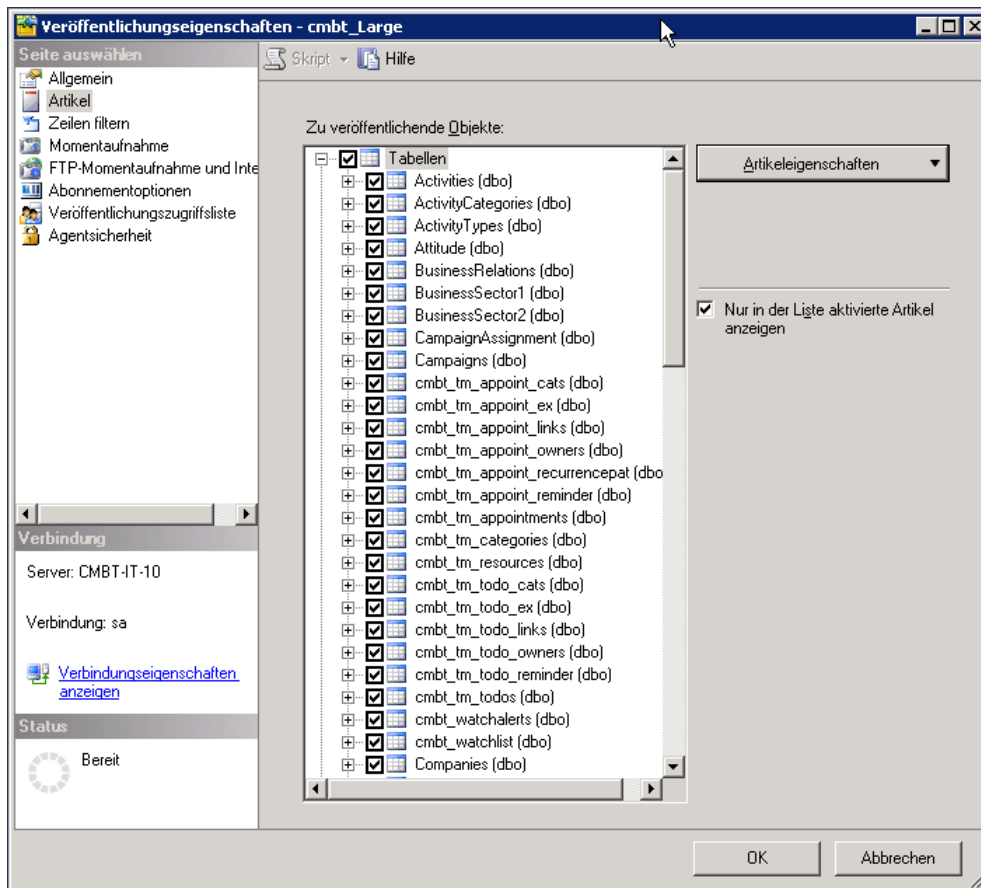 Veröffentlichungseigenschaften - cmbt_Large
Seite auswählen
Allgemein
Artikel
Zeilen filtern
Momentaufnahme
FTP-Momentaufnahme und Inte
Abonnementoptionen
Veröffentlichungszugriffsliste
Agentsicherheit
Skript
Hilfe
Zu veröffentlichende Objekte:
Tabellen
Activities (dbo)
ActivityCategories (dbo)
ActivityTypes (dbo)
Attitude (dbo)
BusinessRelations (dbo)
BusinessSector1 (dbo)
BusinessSector2 (dbo)
CampaignAssignment (dbo)
Campaigns (dbo)
cmbt_tm_appoint_cats (dbo)
cmbt_tm_appoint_ex (dbo)
cmbt_tm_appoint_links (dbo)
cmbt_tm_appoint_owners (dbo)
cmbt_tm_appoint_recurrencepat (dbo
cmbt_tm_appoint_reminder (dbo)
cmbt_tm_appointments (dbo)
cmbt_tm_categories (dbo)
cmbt_tm_resources (dbo)
cmbt_tm_todo_cats (dbo)
cmbt_tm_todo_ex (dbo)
cmbt_tm_todo_links (dbo)
cmbt_tm_todo_owners (dbo)
cmbt_tm_todo_reminder (dbo)
cmbt_tm_todos (dbo)
cmbt_watchalerts (dbo)
cmbt_watchlist (dbo)
Companies (dbo)
Artikeleigenschaften
Nur in der Liste aktivierte Artikel
anzeigen
Verbindung
Server: CMBT-IT-10
Verbindung: sa
Verbindungseigenschaften
anzeigen
Status
Bereit
OK
Abbrechen